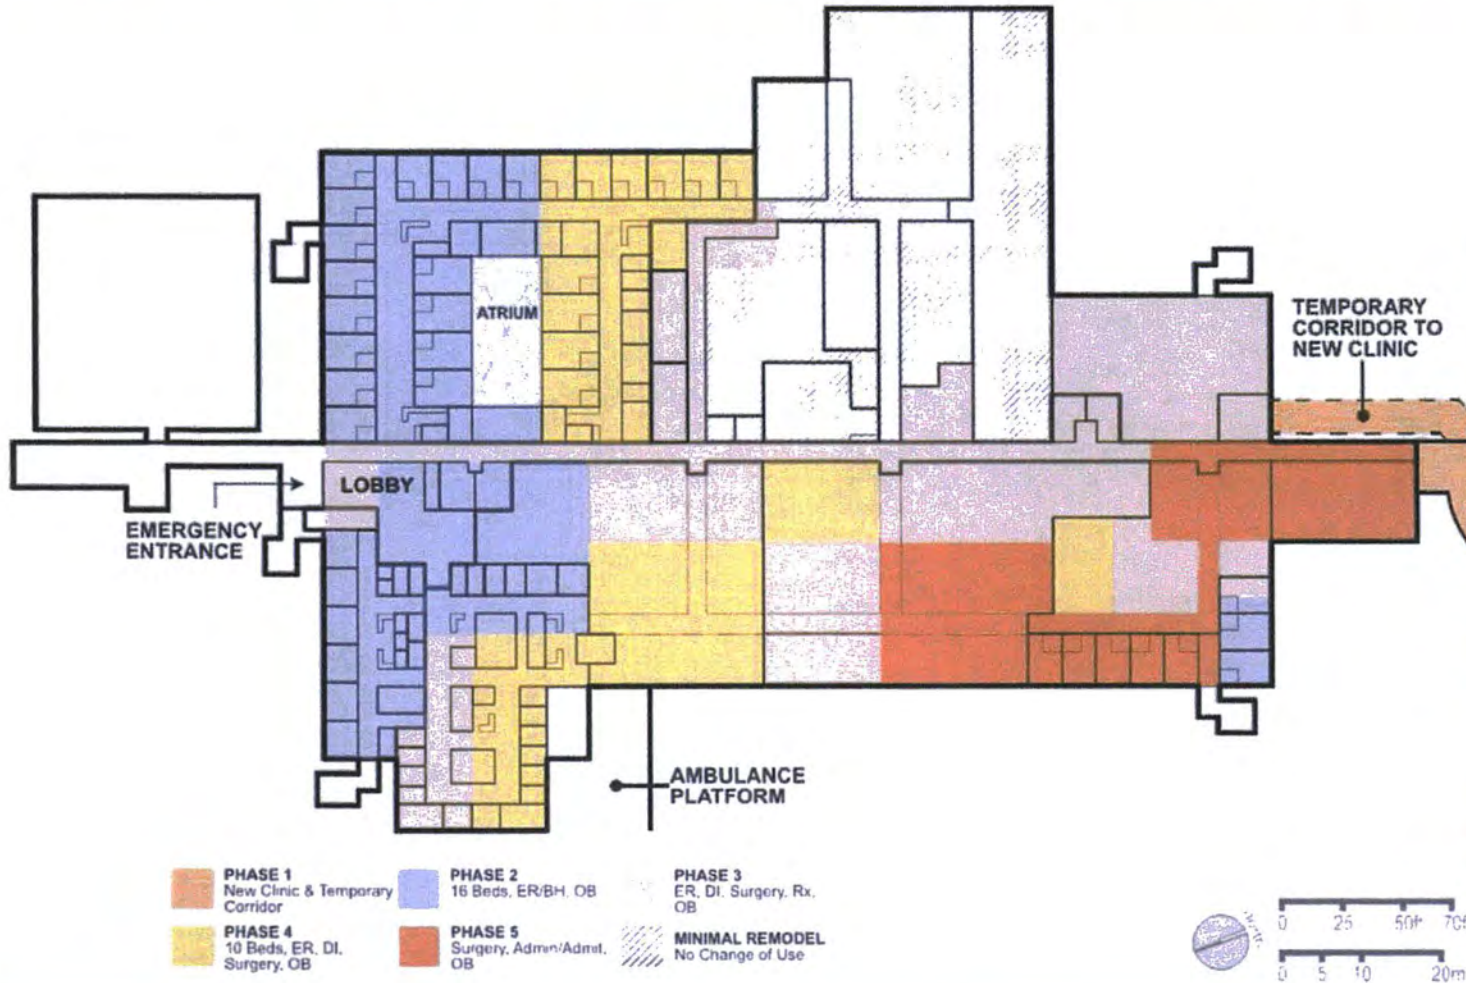 ATRIUM
TEMPORARY
CORRIDOR TO
NEW CLINIC
LOBBY
EMERGENCY
ENTRANCE
AMBULANCE
PLATFORM
PHASE 1
New Clinic & Temporary
Corridor
PHASE 2
16 Beds, ER/BH, OB
PHASE 3
ER, DI, Surgery, Rx,
OB
PHASE 4
10 Beds, ER, DI,
Surgery, OB
PHASE 5
Surgery, Admin/Admit,
OB
MINIMAL REMODEL
No Change of Use
0 25 50ft
0 5 10 20m